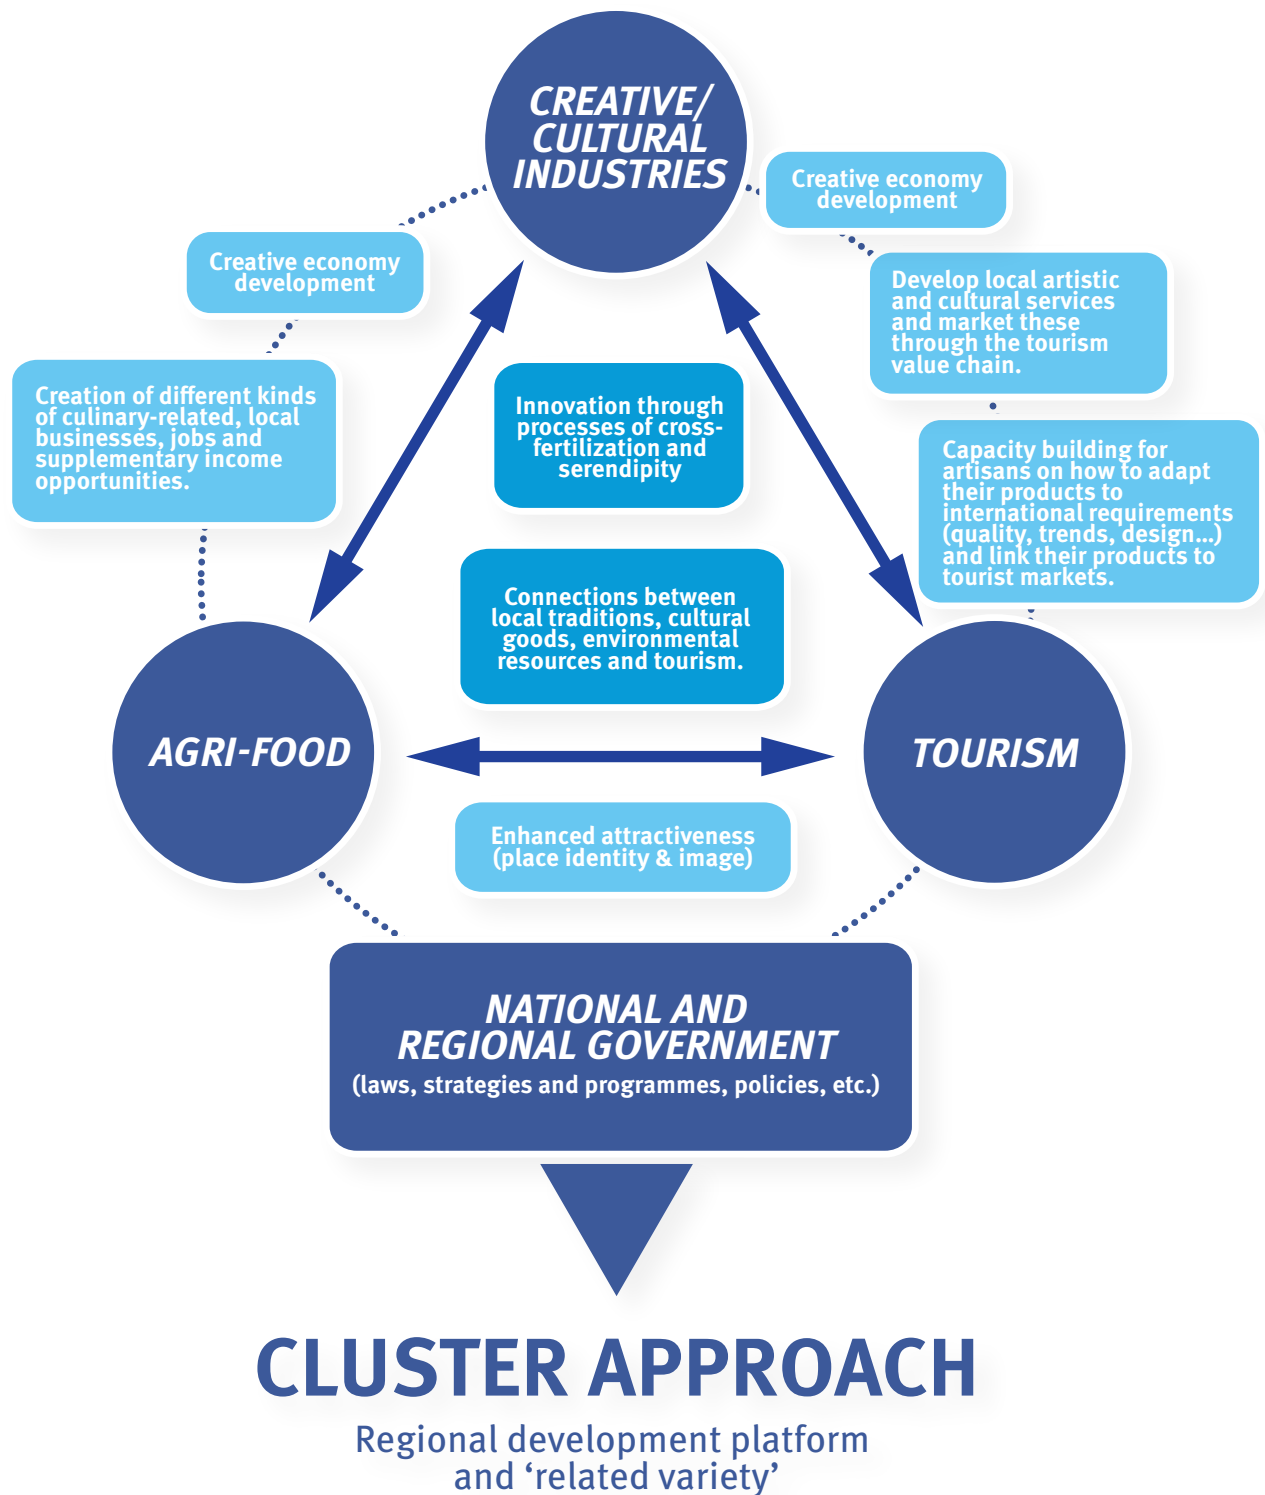 CREATIVE/
CULTURAL
INDUSTRIES
Creative economy
development
Creative economy
development
Develop local artistic
and cultural services
and market these
through the tourism
value chain.
Creation of different kinds
of culinary-related, local
businesses, jobs and
supplementary income
opportunities.
Innovation through
processes of cross-
fertilization and
serendipity
Capacity building for
artisans on how to adapt
their products to
international requirements
(quality, trends, design...)
and link their products to
tourist markets.
Connections between
local traditions, cultural
goods, environmental
resources and tourism.
AGRI-FOOD
TOURISM
Enhanced attractiveness
(place identity & image)
NATIONAL AND
REGIONAL GOVERNMENT
(laws, strategies and programmes, policies, etc.)
CLUSTER APPROACH
Regional development platform
and ‘related variety’